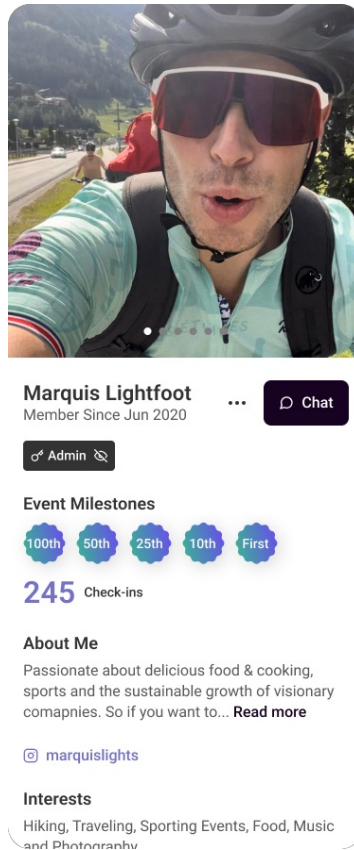 Marquis Lightfoot
Member Since Jun 2020
Chat
Admin
Event Milestones
100th
50th
25th
10th
First
245 Check-ins
About Me
Passionate about delicious food & cooking,
sports and the sustainable growth of visionary
comapnies. So if you want to... Read more
marquislights
Interests
Hiking, Traveling, Sporting Events, Food, Music
and Photography